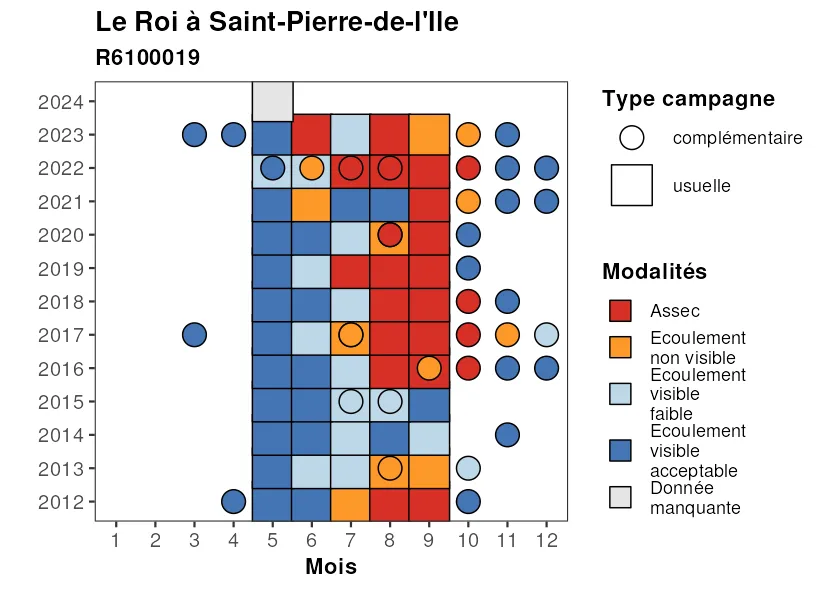 Le Roi à Saint-Pierre-de-l'Ile
R6100019
2024
2023
2022
2021
2020
2019
2018
2017
2016
2015
2014
2013
2012
1 2 3 4 5 6 7 8 9 10 11 12
Mois
Type campagne
complémentaire
usuelle
Modalités
Assec
Ecoulement
non visible
Ecoulement
visible
faible
Ecoulement
visible
acceptable
Donnée
manquante